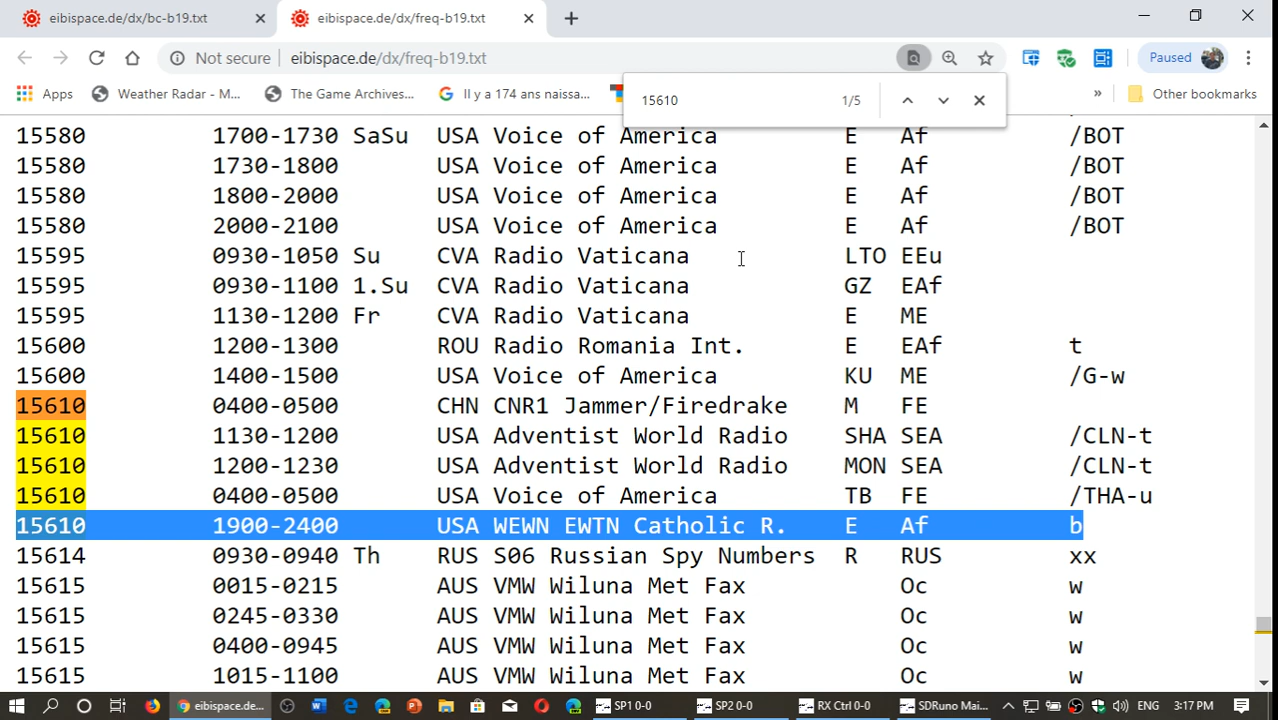 eibispace.de/dx/bc-b19.txt
eibispace.de/dx/freq-b19.txt
Not secure
eibispace.de/dx/freq-b19.txt
Paused
Apps
Weather Radar - M...
The Game Archives...
Il y a 174 ans naissa...
»
Other bookmarks
15610
1/5
15580 1700-1730 SaSu USA Voice of America E Af /BOT
15580 1730-1800 USA Voice of America E Af /BOT
15580 1800-2000 USA Voice of America E Af /BOT
15580 2000-2100 USA Voice of America E Af /BOT
15595 0930-1050 Su CVA Radio Vaticana LTO EEu
15595 0930-1100 1.Su CVA Radio Vaticana GZ EAf
15595 1130-1200 Fr CVA Radio Vaticana E ME
15600 1200-1300 ROU Radio Romania Int. E EAf t
15600 1400-1500 USA Voice of America KU ME /G-w
15610 0400-0500 CHN CNR1 Jammer/Firedrake M FE
15610 1130-1200 USA Adventist World Radio SHA SEA /CLN-t
15610 1200-1230 USA Adventist World Radio MON SEA /CLN-t
15610 0400-0500 USA Voice of America TB FE /THA-u
15610 1900-2400 USA WEWN EWTN Catholic R. E Af b
15614 0930-0940 Th RUS S06 Russian Spy Numbers R RUS xx
15615 0015-0215 AUS VMW Wiluna Met Fax Oc w
15615 0245-0330 AUS VMW Wiluna Met Fax Oc w
15615 0400-0945 AUS VMW Wiluna Met Fax Oc w
15615 1015-1100 AUS VMW Wiluna Met Fax Oc w
eibispace.de...
SP1 0-0
SP2 0-0
RX Ctrl 0-0
SDRuno Mai...
ENG
3:17 PM